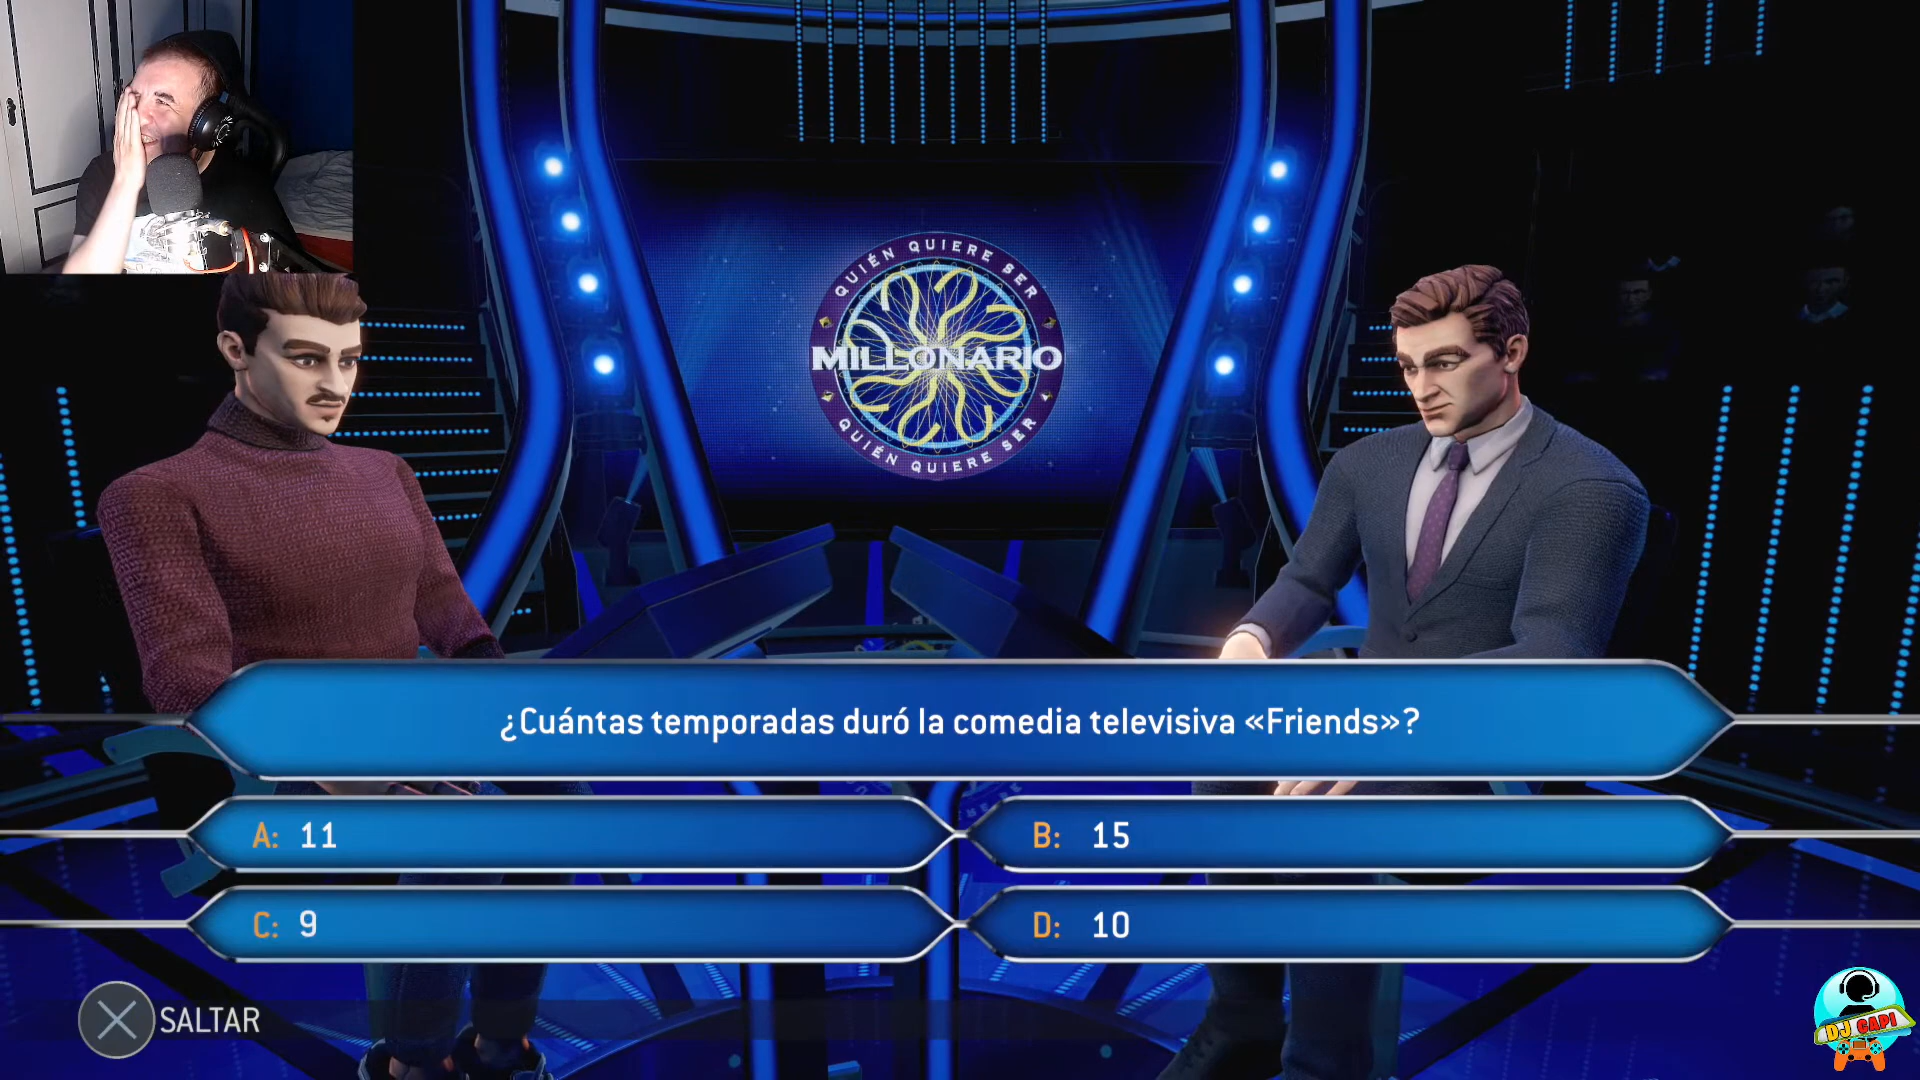 QUIÉN QUIERE SER
MILLONARIO
QUIÉN QUIERE SER
¿Cuántas temporadas duró la comedia televisiva «Friends»?
A: 11
B: 15
C: 9
D: 10
SALTAR
DJ CAPI